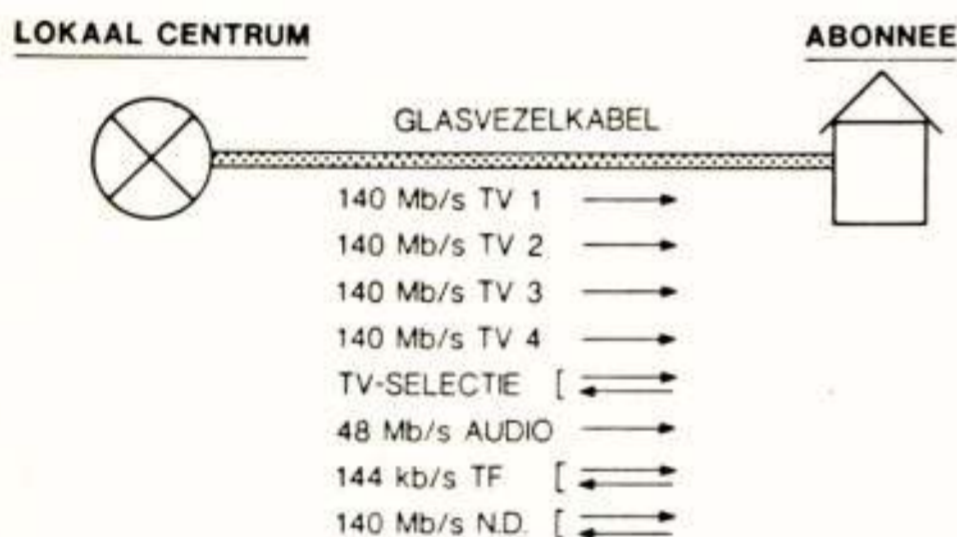 LOKAAL CENTRUM
ABONNEE
GLASVEZELKABEL
140 Mb/s TV 1
140 Mb/s TV 2
140 Mb/s TV 3
140 Mb/s TV 4
TV-SELECTIE [
48 Mb/s AUDIO
144 kb/s TF [
140 Mb/s N.D. [